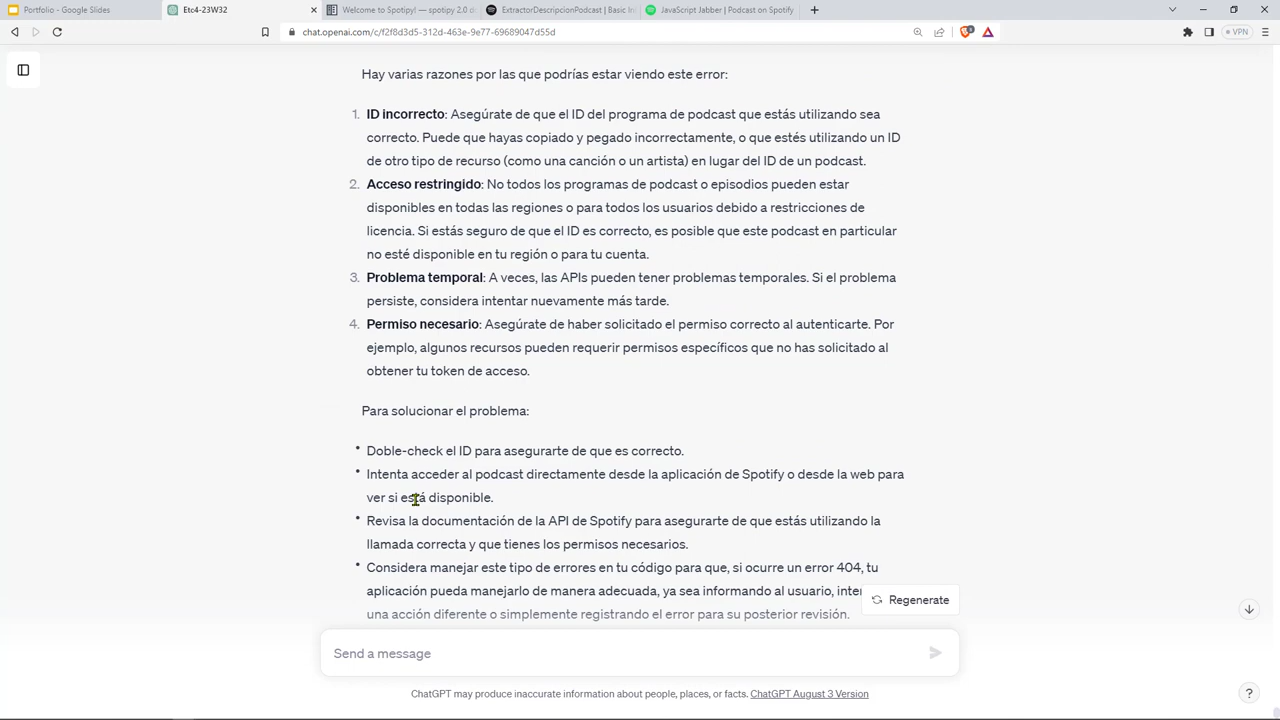 Portfolio - Google Slides
Etc4-23W32
Welcome to Spotipy! — spotipy 2.0 d
ExtractorDescripcionPodcast | Basic In
JavaScript Jabber | Podcast on Spotify
chat.openai.com/c/f2f8d3d5-312d-463e-9e77-69689047d55d
VPN
Hay varias razones por las que podrías estar viendo este error:
1. ID incorrecto: Asegúrate de que el ID del programa de podcast que estás utilizando sea
correcto. Puede que hayas copiado y pegado incorrectamente, o que estés utilizando un ID
de otro tipo de recurso (como una canción o un artista) en lugar del ID de un podcast.
2. Acceso restringido: No todos los programas de podcast o episodios pueden estar
disponibles en todas las regiones o para todos los usuarios debido a restricciones de
licencia. Si estás seguro de que el ID es correcto, es posible que este podcast en particular
no esté disponible en tu región o para tu cuenta.
3. Problema temporal: A veces, las APIs pueden tener problemas temporales. Si el problema
persiste, considera intentar nuevamente más tarde.
4. Permiso necesario: Asegúrate de haber solicitado el permiso correcto al autenticarte. Por
ejemplo, algunos recursos pueden requerir permisos específicos que no has solicitado al
obtener tu token de acceso.
Para solucionar el problema:
• Doble-check el ID para asegurarte de que es correcto.
• Intenta acceder al podcast directamente desde la aplicación de Spotify o desde la web para
ver si está disponible.
• Revisa la documentación de la API de Spotify para asegurarte de que estás utilizando la
llamada correcta y que tienes los permisos necesarios.
• Considera manejar este tipo de errores en tu código para que, si ocurre un error 404, tu
aplicación pueda manejarlo de manera adecuada, ya sea informando al usuario, inten
Regenerate
una acción diferente o simplemente registrando el error para su posterior revisión.
Send a message
ChatGPT may produce inaccurate information about people, places, or facts. ChatGPT August 3 Version
?